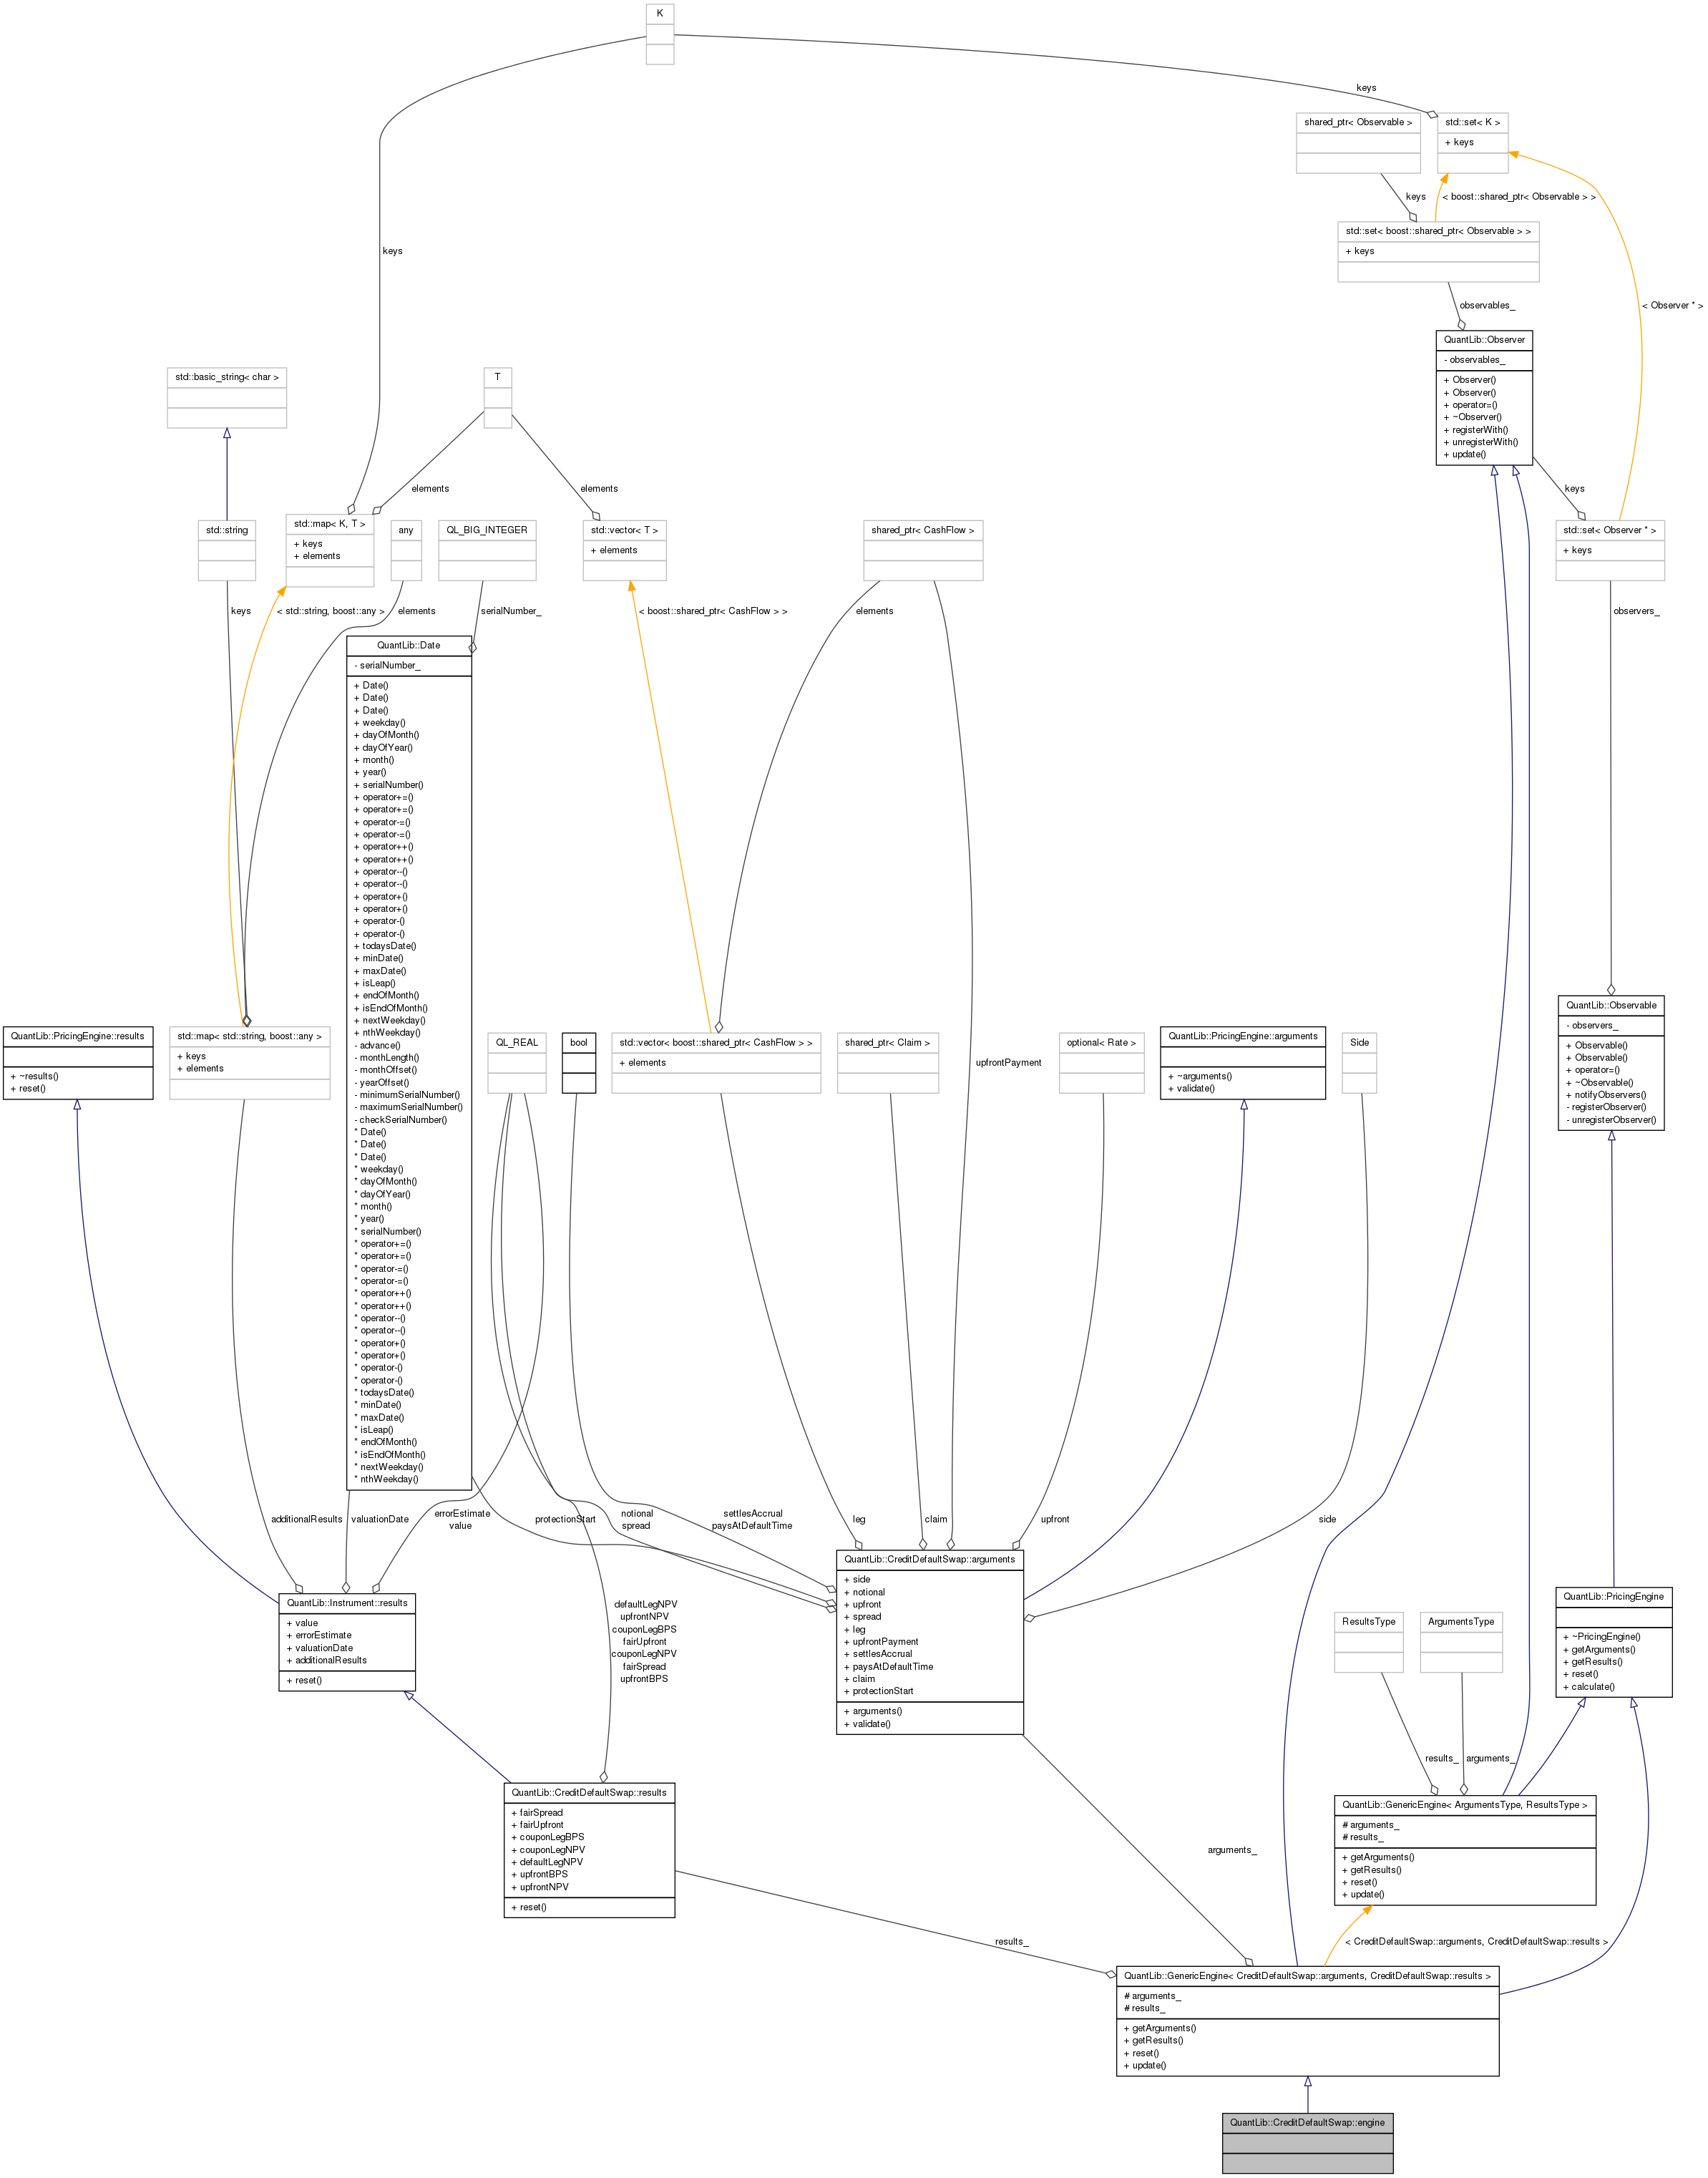 K
keys
shared_ptr< Observable >
std::set< K >
+ keys
keys
< boost::shared_ptr< Observable > >
std::set< boost::shared_ptr< Observable > >
+ keys
keys
observables_
< Observer * >
QuantLib::Observer
- observables_
+ Observer()
+ Observer()
+ operator=()
+ ~Observer()
+ registerWith()
+ unregisterWith()
+ update()
std::basic_string< char >
T
elements
elements
keys
std::string
std::map< K, T >
+ keys
+ elements
any
QL_BIG_INTEGER
std::vector< T >
+ elements
shared_ptr< CashFlow >
std::set< Observer * >
+ keys
keys
< std::string, boost::any >
elements
serialNumber_
< boost::shared_ptr< CashFlow > >
elements
observers_
QuantLib::Date
- serialNumber_
+ Date()
+ Date()
+ Date()
+ weekday()
+ dayOfMonth()
+ dayOfYear()
+ month()
+ year()
+ serialNumber()
+ operator+=()
+ operator+=()
+ operator-=()
+ operator-=()
+ operator++()
+ operator++()
+ operator--()
+ operator--()
+ operator+()
+ operator+()
+ operator-()
+ operator-()
+ todaysDate()
+ minDate()
+ maxDate()
+ isLeap()
+ endOfMonth()
+ isEndOfMonth()
+ nextWeekday()
+ nthWeekday()
- advance()
- monthLength()
- monthOffset()
- yearOffset()
- minimumSerialNumber()
- maximumSerialNumber()
- checkSerialNumber()
* Date()
* Date()
* Date()
* weekday()
* dayOfMonth()
* dayOfYear()
* month()
* year()
* serialNumber()
* operator+=()
* operator+=()
* operator-=()
* operator-=()
* operator++()
* operator++()
* operator--()
* operator--()
* operator+()
* operator+()
* operator-()
* operator-()
* todaysDate()
* minDate()
* maxDate()
* isLeap()
* endOfMonth()
* isEndOfMonth()
* nextWeekday()
* nthWeekday()
QuantLib::PricingEngine::results
+ ~results()
+ reset()
std::map< std::string, boost::any >
+ keys
+ elements
QL_REAL
bool
std::vector< boost::shared_ptr< CashFlow > >
+ elements
shared_ptr< Claim >
upfrontPayment
optional< Rate >
QuantLib::PricingEngine::arguments
+ ~arguments()
+ validate()
Side
QuantLib::Observable
- observers_
+ Observable()
+ Observable()
+ operator=()
+ ~Observable()
+ notifyObservers()
- registerObserver()
- unregisterObserver()
additionalResults
valuationDate
errorEstimate
value
protectionStart
notional
spread
settlesAccrual
paysAtDefaultTime
leg
claim
upfront
side
QuantLib::CreditDefaultSwap::arguments
+ side
+ notional
+ upfront
+ spread
+ leg
+ upfrontPayment
+ settlesAccrual
+ paysAtDefaultTime
+ claim
+ protectionStart
+ arguments()
+ validate()
QuantLib::Instrument::results
+ value
+ errorEstimate
+ valuationDate
+ additionalResults
+ reset()
defaultLegNPV
upfrontNPV
couponLegBPS
fairUpfront
couponLegNPV
fairSpread
upfrontBPS
ResultsType
ArgumentsType
QuantLib::PricingEngine
+ ~PricingEngine()
+ getArguments()
+ getResults()
+ reset()
+ calculate()
results_
arguments_
QuantLib::CreditDefaultSwap::results
+ fairSpread
+ fairUpfront
+ couponLegBPS
+ couponLegNPV
+ defaultLegNPV
+ upfrontBPS
+ upfrontNPV
+ reset()
QuantLib::GenericEngine< ArgumentsType, ResultsType >
# arguments_
# results_
+ getArguments()
+ getResults()
+ reset()
+ update()
arguments_
results_
< CreditDefaultSwap::arguments, CreditDefaultSwap::results >
QuantLib::GenericEngine< CreditDefaultSwap::arguments, CreditDefaultSwap::results >
# arguments_
# results_
+ getArguments()
+ getResults()
+ reset()
+ update()
QuantLib::CreditDefaultSwap::engine